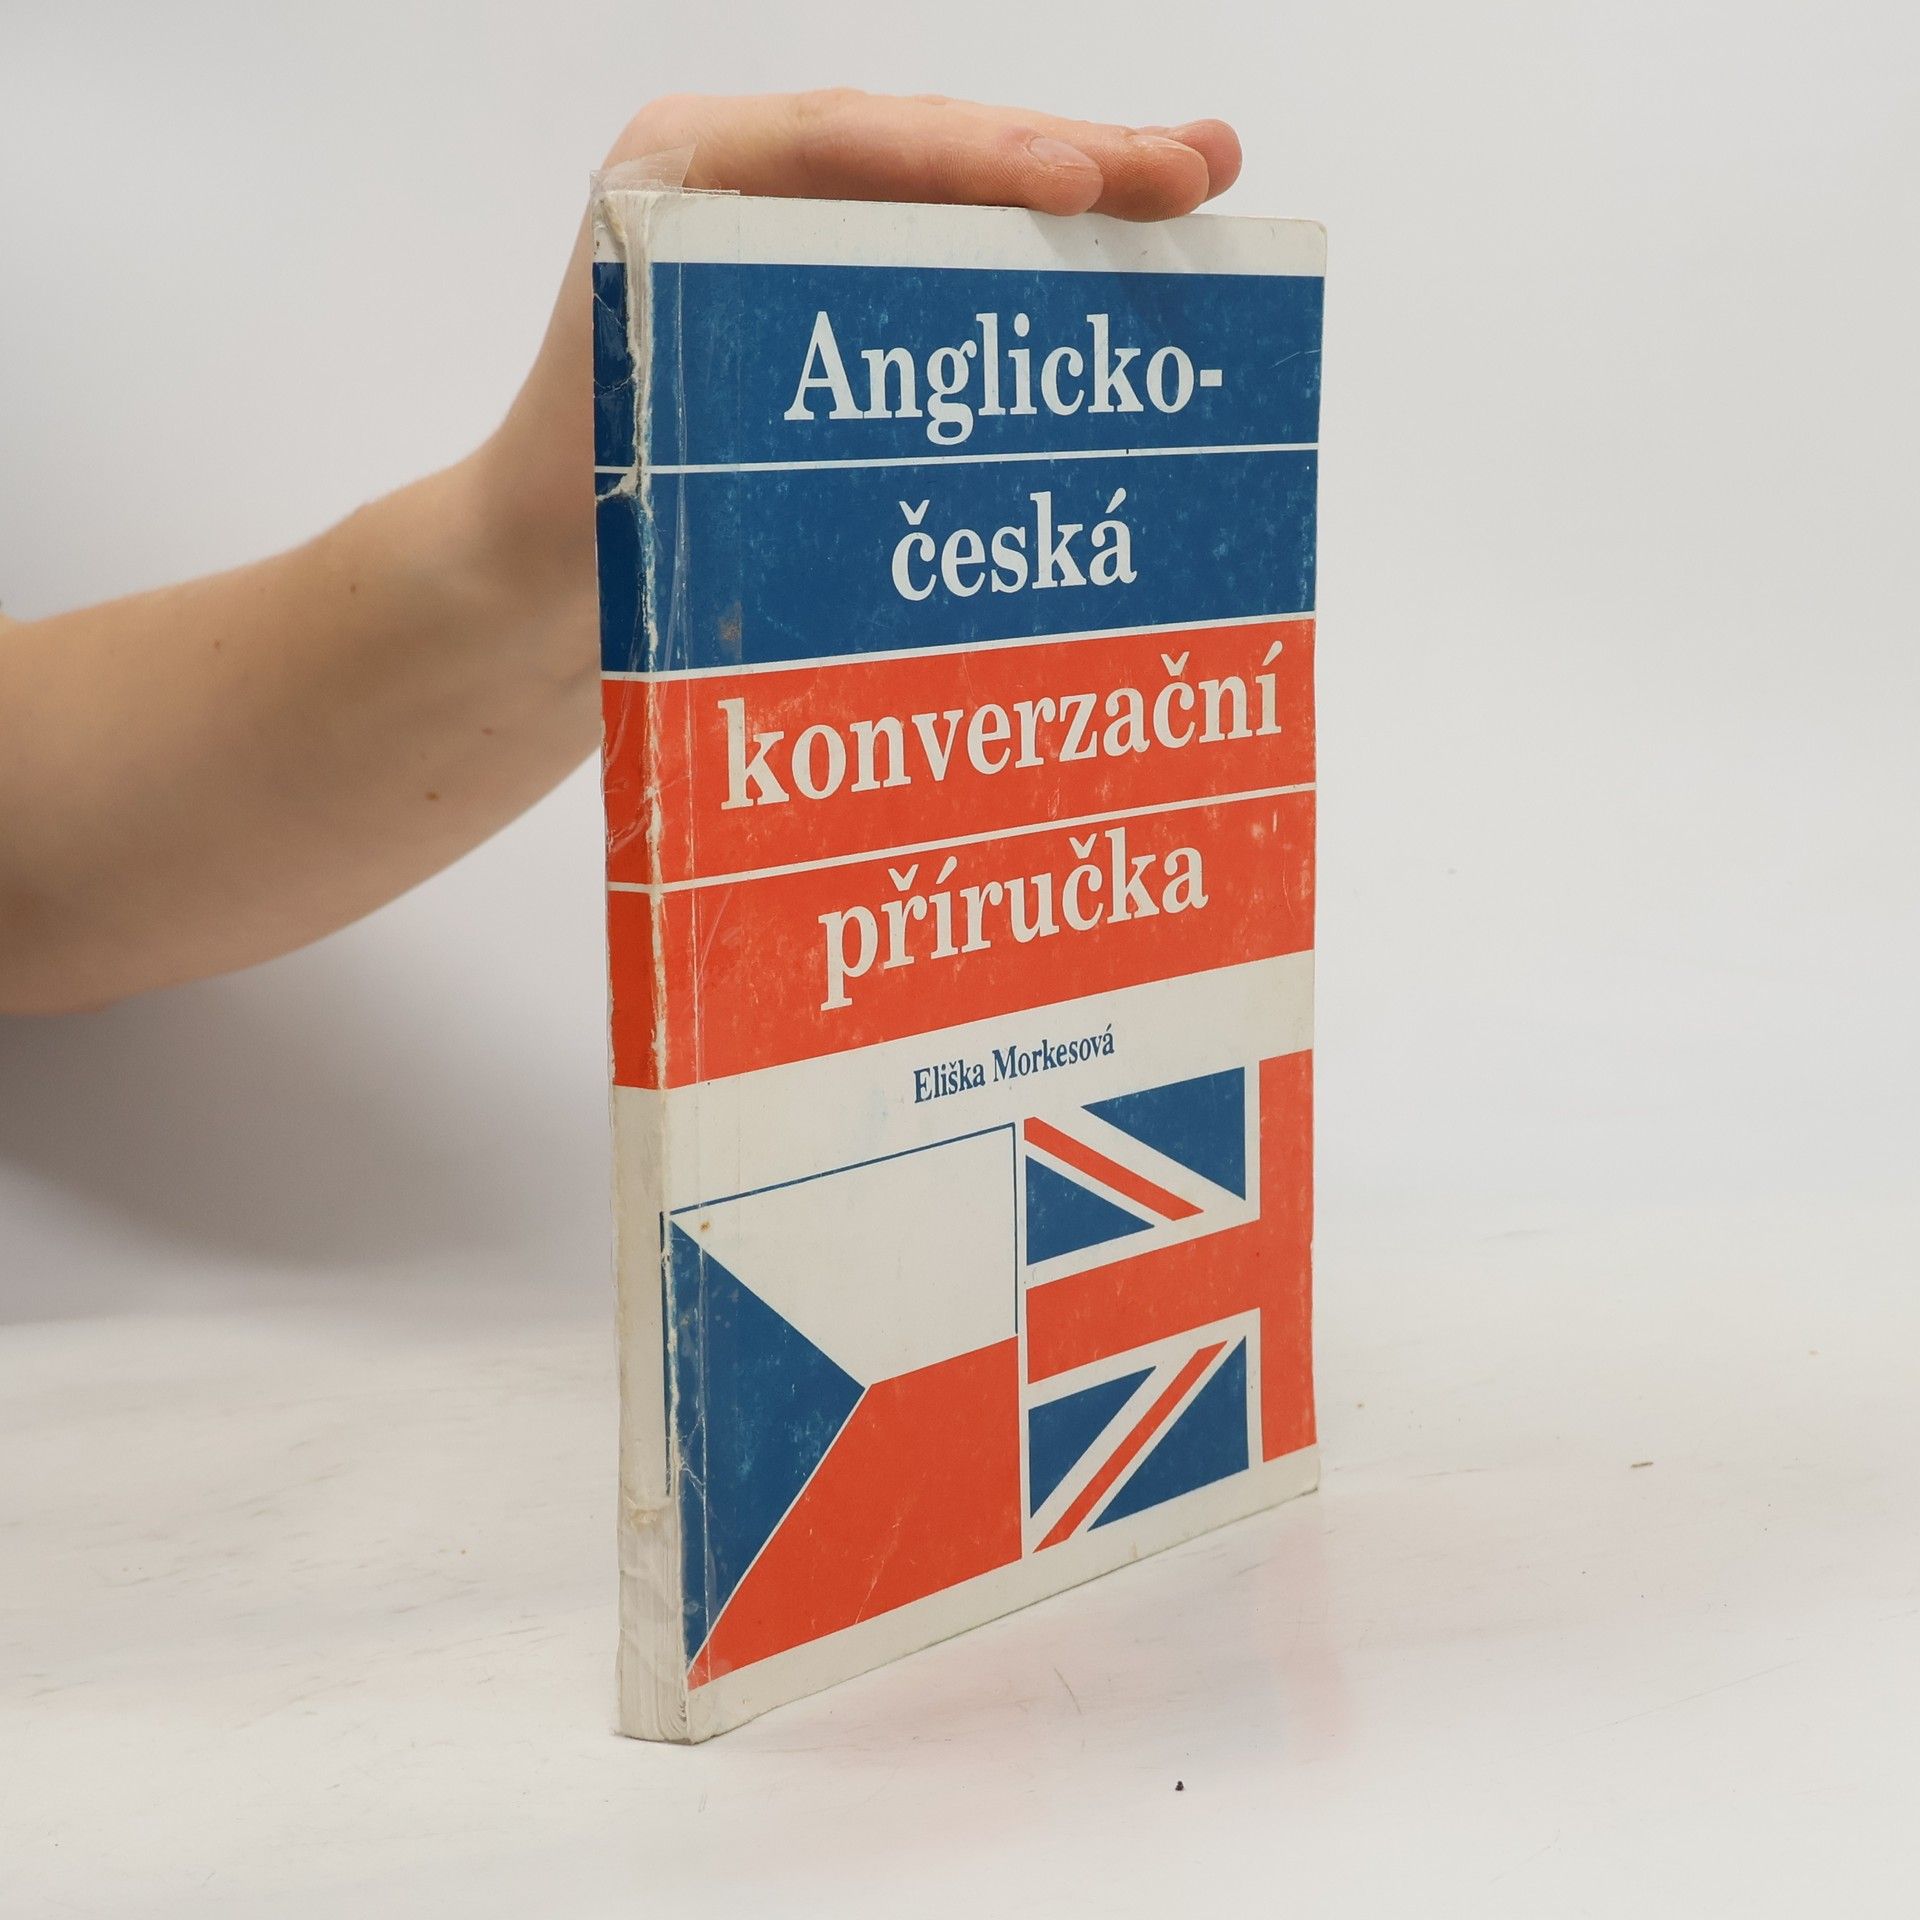 Anglicko-
česká
konverzační
příručka
Eliška Morkesová